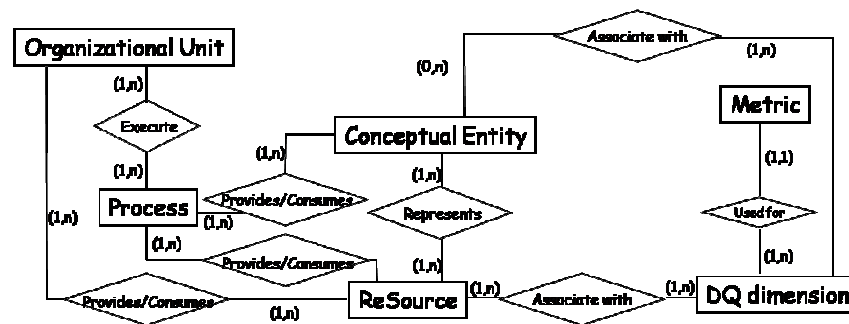 Organizational Unit
Associate with
(1,n)
(0,n)
(1,n)
Metric
Execute
Conceptual Entity
(1,n)
(1,n)
(1,n)
(1,1)
Provides/Consumes
Process
(1,n)
(1,n)
Represents
Used for
(1,n)
(1,n)
Provides/Consumes
(1,n)
(1,n)
Provides/Consumes
(1,n)
ReSource
(1,n)
Associate with
(1,n)
DQ dimension